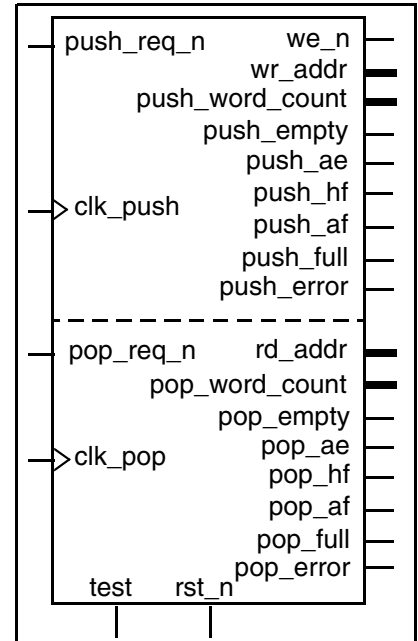 push_req_n we_n
wr_addr
push_word_count
push_empty
push_ae
push_hf
clk_push
push_af
push_full
push_error
pop_req_n rd_addr
pop_word_count
pop_empty
clk_pop pop_ae
pop_hf
pop_af
pop_full
pop_error
test rst_n